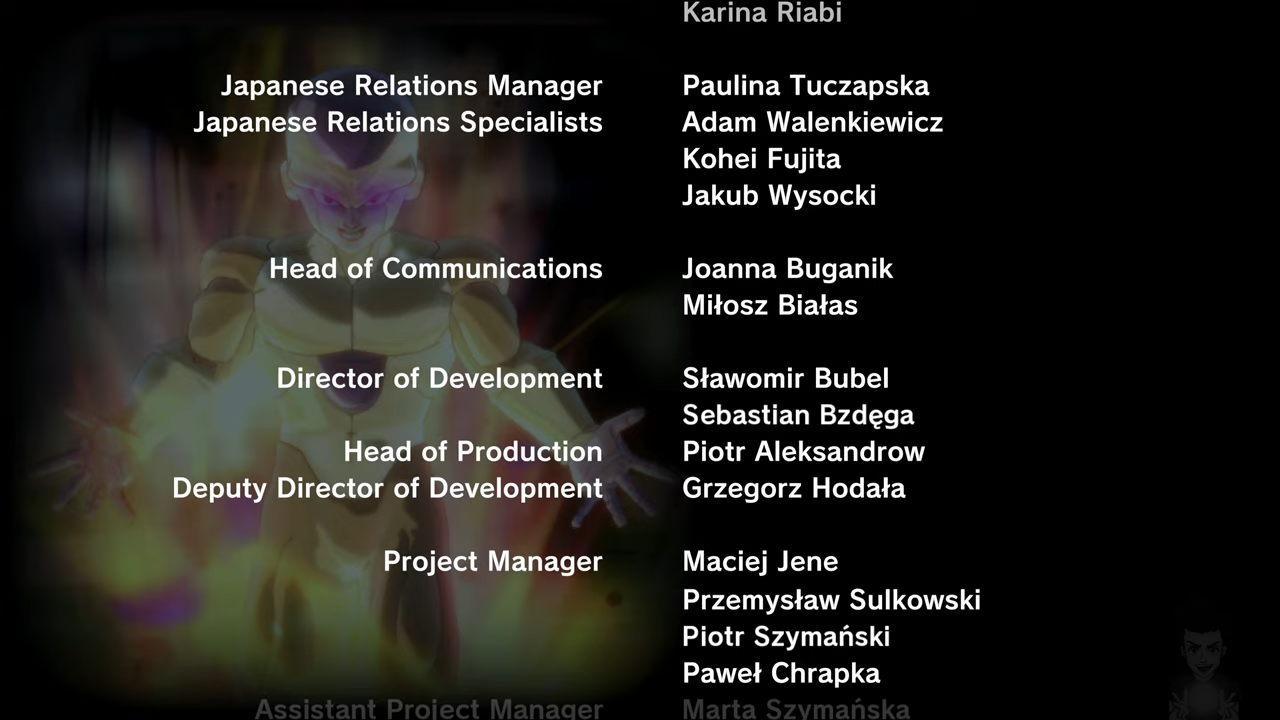 Karina Riabi
Japanese Relations Manager Paulina Tuczapska
Japanese Relations Specialists Adam Walenkiewicz
Kohei Fujita
Jakub Wysocki
Head of Communications Joanna Buganik
Miłosz Białas
Director of Development Sławomir Bubel
Sebastian Bzdęga
Head of Production Piotr Aleksandrow
Deputy Director of Development Grzegorz Hodała
Project Manager Maciej Jene
Przemysław Sulkowski
Piotr Szymański
Paweł Chrapka
Assistant Project Manager Marta Szymańska